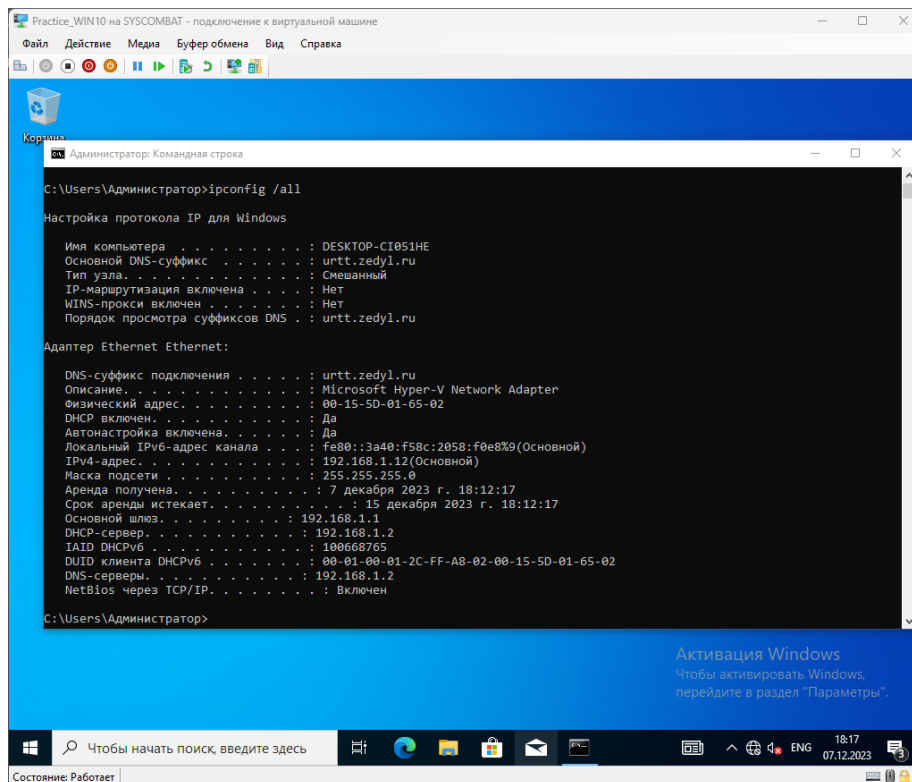 Practice_WIN10 на SYSCOMBAT - подключение к виртуальной машине
Файл Действие Медиа Буфер обмена Вид Справка
Корзина
Администратор: Командная строка
C:\Users\Администратор>ipconfig /all
Настройка протокола IP для Windows
Имя компьютера . . . . . . . . . : DESKTOP-CI051HE
Основной DNS-суффикс . . . . . . : urtt.zedyl.ru
Тип узла. . . . . . . . . . . . . : Смешанный
IP-маршрутизация включена . . . . : Нет
WINS-прокси включен . . . . . . . : Нет
Порядок просмотра суффиксов DNS . : urtt.zedyl.ru
Адаптер Ethernet Ethernet:
DNS-суффикс подключения . . . . . : urtt.zedyl.ru
Описание. . . . . . . . . . . . . : Microsoft Hyper-V Network Adapter
Физический адрес. . . . . . . . . : 00-15-5D-01-65-02
DHCP включен. . . . . . . . . . . : Да
Автонастройка включена. . . . . . : Да
Локальный IPv6-адрес канала . . . : fe80::3a40:f58c:2058:f0e8%9(Основной)
IPv4-адрес. . . . . . . . . . . . : 192.168.1.12(Основной)
Маска подсети . . . . . . . . . . : 255.255.255.0
Аренда получена. . . . . . . . . . : 7 декабря 2023 г. 18:12:17
Срок аренды истекает. . . . . . . . . . : 15 декабря 2023 г. 18:12:17
Основной шлюз. . . . . . . . . : 192.168.1.1
DHCP-сервер. . . . . . . . . . . : 192.168.1.2
IAID DHCPv6 . . . . . . . . . . . : 100668765
DUID клиента DHCPv6 . . . . . . . : 00-01-00-01-2C-FF-A8-02-00-15-5D-01-65-02
DNS-серверы. . . . . . . . . . . : 192.168.1.2
NetBios через TCP/IP. . . . . . . . : Включен
C:\Users\Администратор>
Активация Windows
Чтобы активировать Windows,
перейдите в раздел "Параметры".
Чтобы начать поиск, введите здесь
ENG
18:17
07.12.2023
3
Состояние: Работает